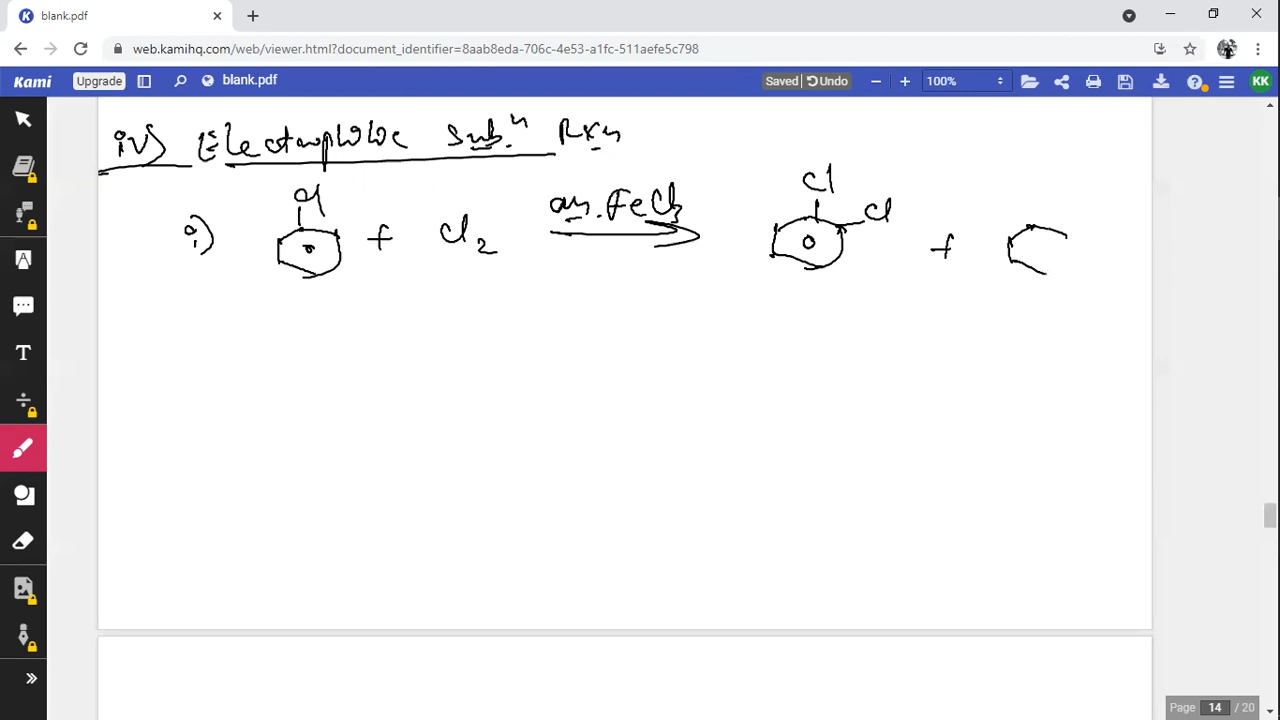 blank.pdf
web.kamihq.com/web/viewer.html?document_identifier=8aab8eda-706c-4e53-a1fc-511aefe5c798
Kami Upgrade blank.pdf Saved Undo 100% KK
iv) Electrophilic Subⁿ Rxn
Cl Cl
i) + Cl2 an. FeCl3 Cl +
Page 14 / 20